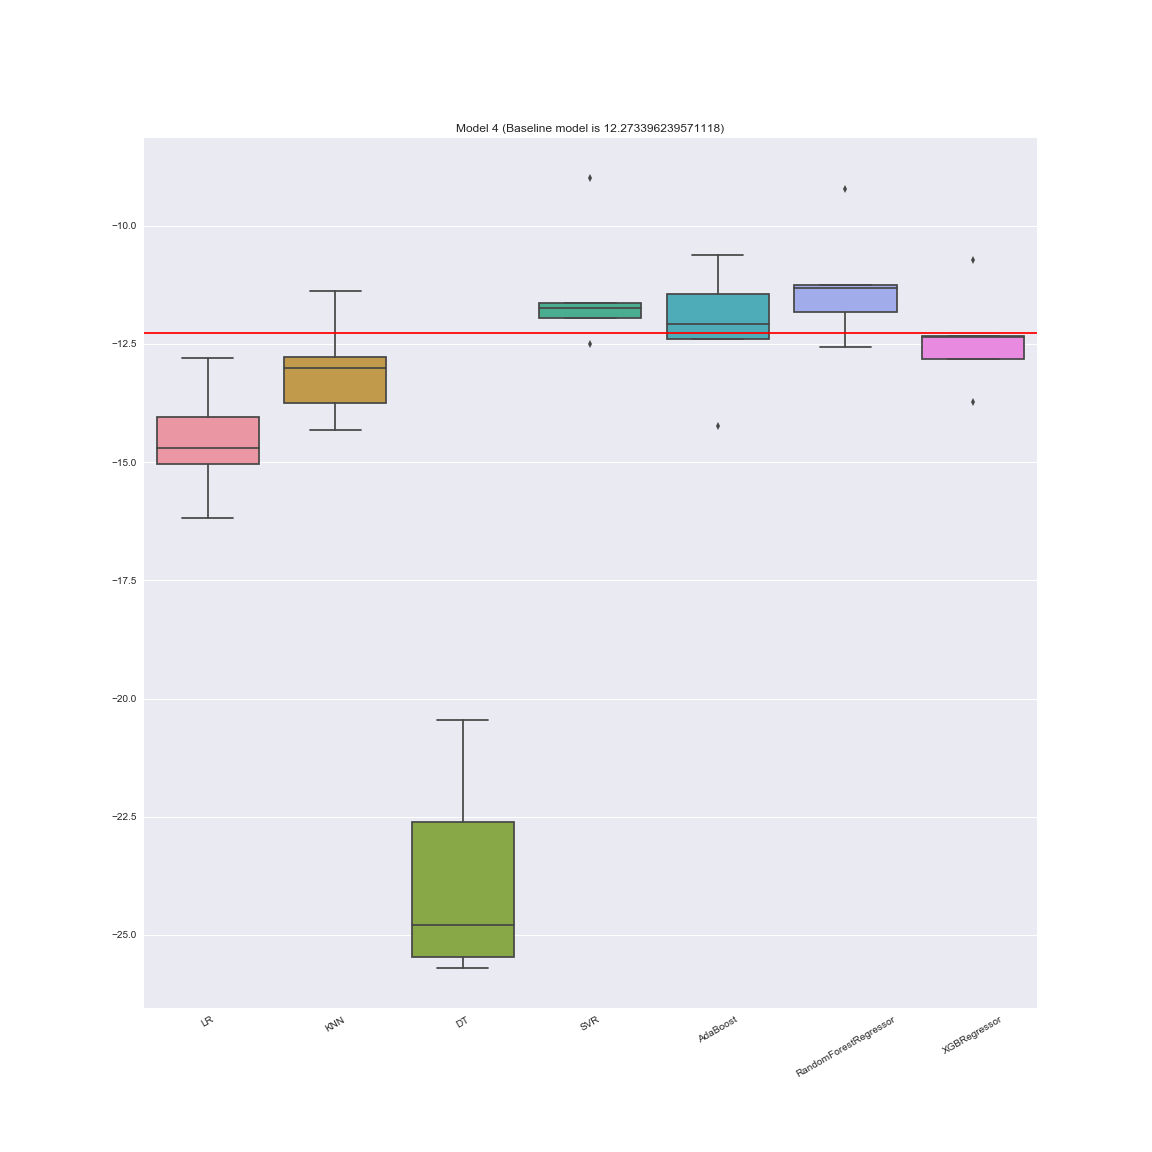 Model 4 (Baseline model is 12.273396239571118)
−10.0
−12.5
−15.0
−17.5
−20.0
−22.5
−25.0
LR
KNN
DT
SVR
AdaBoost
RandomForestRegressor
XGBRegressor